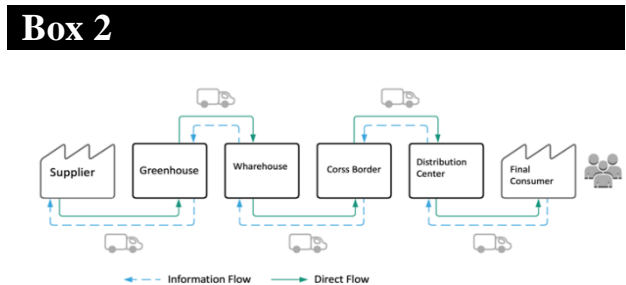 Box 2
Supplier
Greenhouse
Wharehouse
Corss Border
Distribution
Center
Final
Consumer
Information Flow
Direct Flow